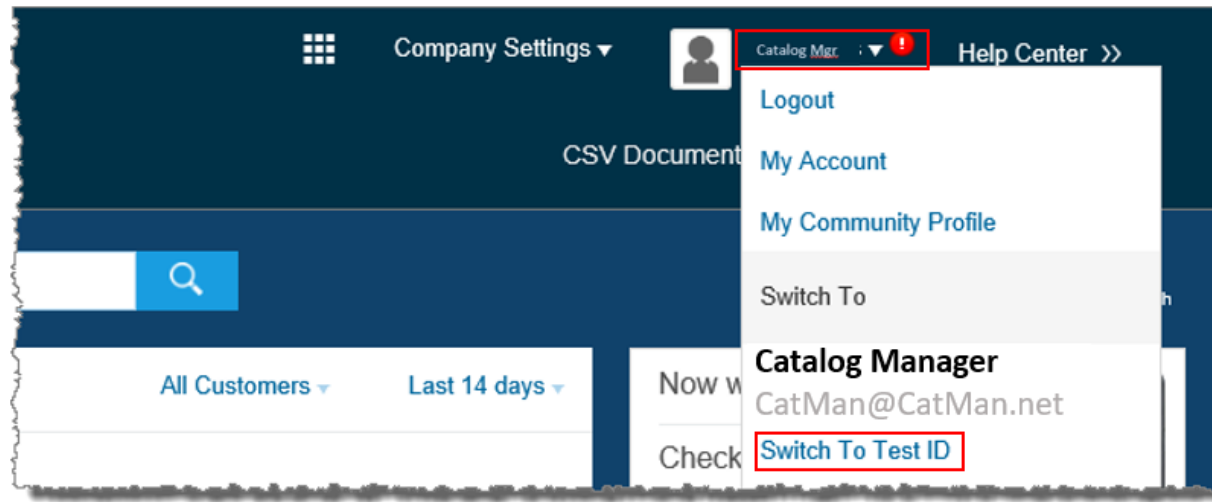 Company Settings ▾
Catalog Mgr.
!
Help Center >>
Logout
CSV Document
My Account
My Community Profile
Switch To
h
Catalog Manager
All Customers
Last 14 days
Now w
CatMan@CatMan.net
Check
Switch To Test ID